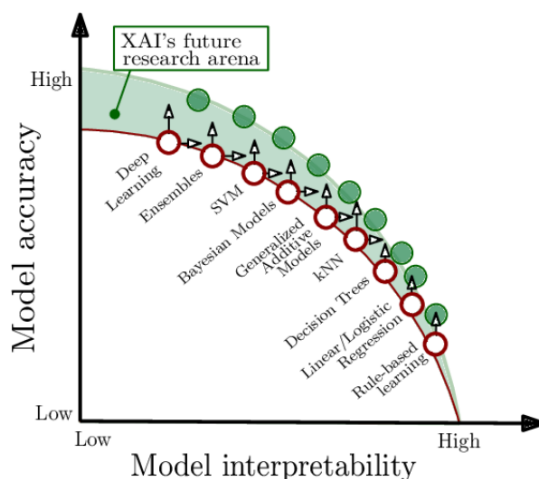 XAI's future
research arena
High
Model accuracy
Deep
Learning
Ensembles
SVM
Bayesian Models
Generalized
Additive
Models
kNN
Decision Trees
Linear/Logistic
Regression
Rule-based
learning
Low
Low
High
Model interpretability